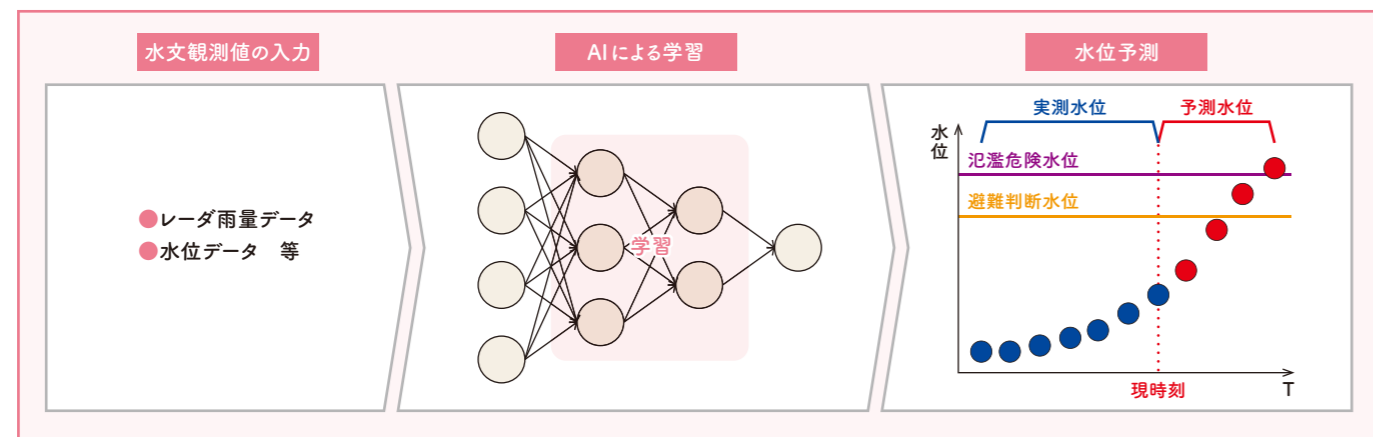 水文観測値の入力
●レーダ雨量データ
●水位データ　等
AIによる学習
学習
水位予測
実測水位
予測水位
水位
氾濫危険水位
避難判断水位
現時刻
T